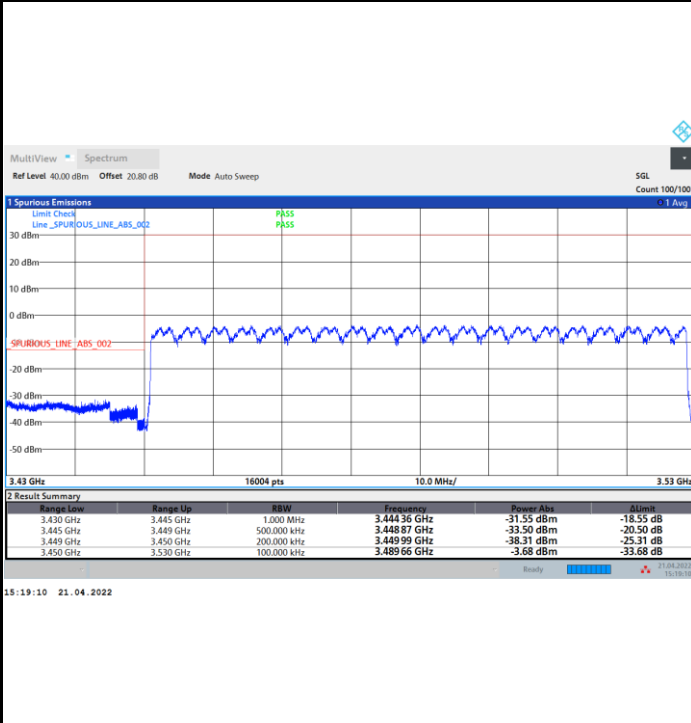 MultiView Spectrum
Ref Level 40.00 dBm Offset 20.80 dB Mode Auto Sweep SGL
Count 100/100
1 Spurious Emissions 1 Avg
Limit Check PASS
Line _SPURIOUS_LINE_ABS_002 PASS
30 dBm
20 dBm
10 dBm
0 dBm
_SPURIOUS_LINE_ABS_002
-20 dBm
-30 dBm
-40 dBm
-50 dBm
3.43 GHz 16004 pts 10.0 MHz/ 3.53 GHz
2 Result Summary
Range Low Range Up RBW Frequency Power Abs ΔLimit
3.430 GHz 3.445 GHz 1.000 MHz 3.444 36 GHz -31.55 dBm -18.55 dB
3.445 GHz 3.449 GHz 500.000 kHz 3.448 87 GHz -33.50 dBm -20.50 dB
3.449 GHz 3.450 GHz 200.000 kHz 3.449 99 GHz -38.31 dBm -25.31 dB
3.450 GHz 3.530 GHz 100.000 kHz 3.489 66 GHz -3.68 dBm -33.68 dB
Ready 21.04.2022
15:19:10 21.04.2022